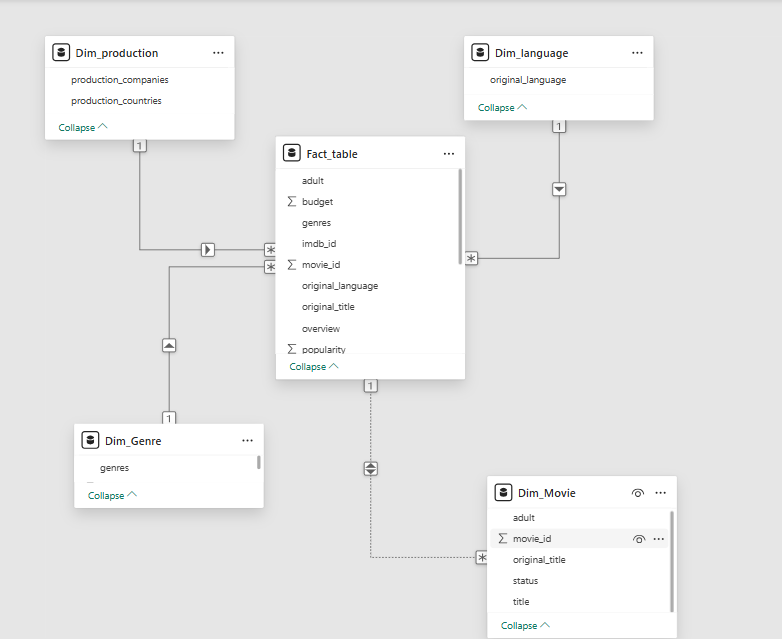 Dim_production
production_companies
production_countries
Collapse
Dim_language
original_language
Collapse
1
1
Fact_table
adult
Σ budget
genres
imdb_id
Σ movie_id
original_language
original_title
overview
Σ popularity
Collapse
*
*
*
1
1
Dim_Genre
genres
Collapse
Dim_Movie
adult
Σ movie_id
original_title
status
title
Collapse
*